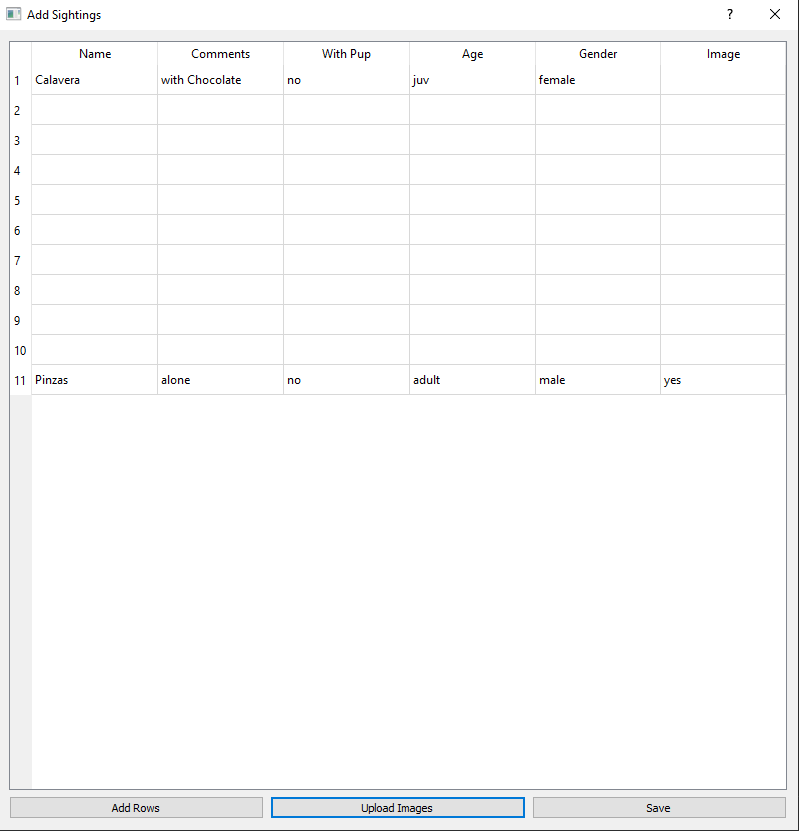 Add Sightings ?
Name Comments With Pup Age Gender Image
1 Calavera with Chocolate no juv female
2
3
4
5
6
7
8
9
10
11 Pinzas alone no adult male yes
Add Rows Upload Images Save